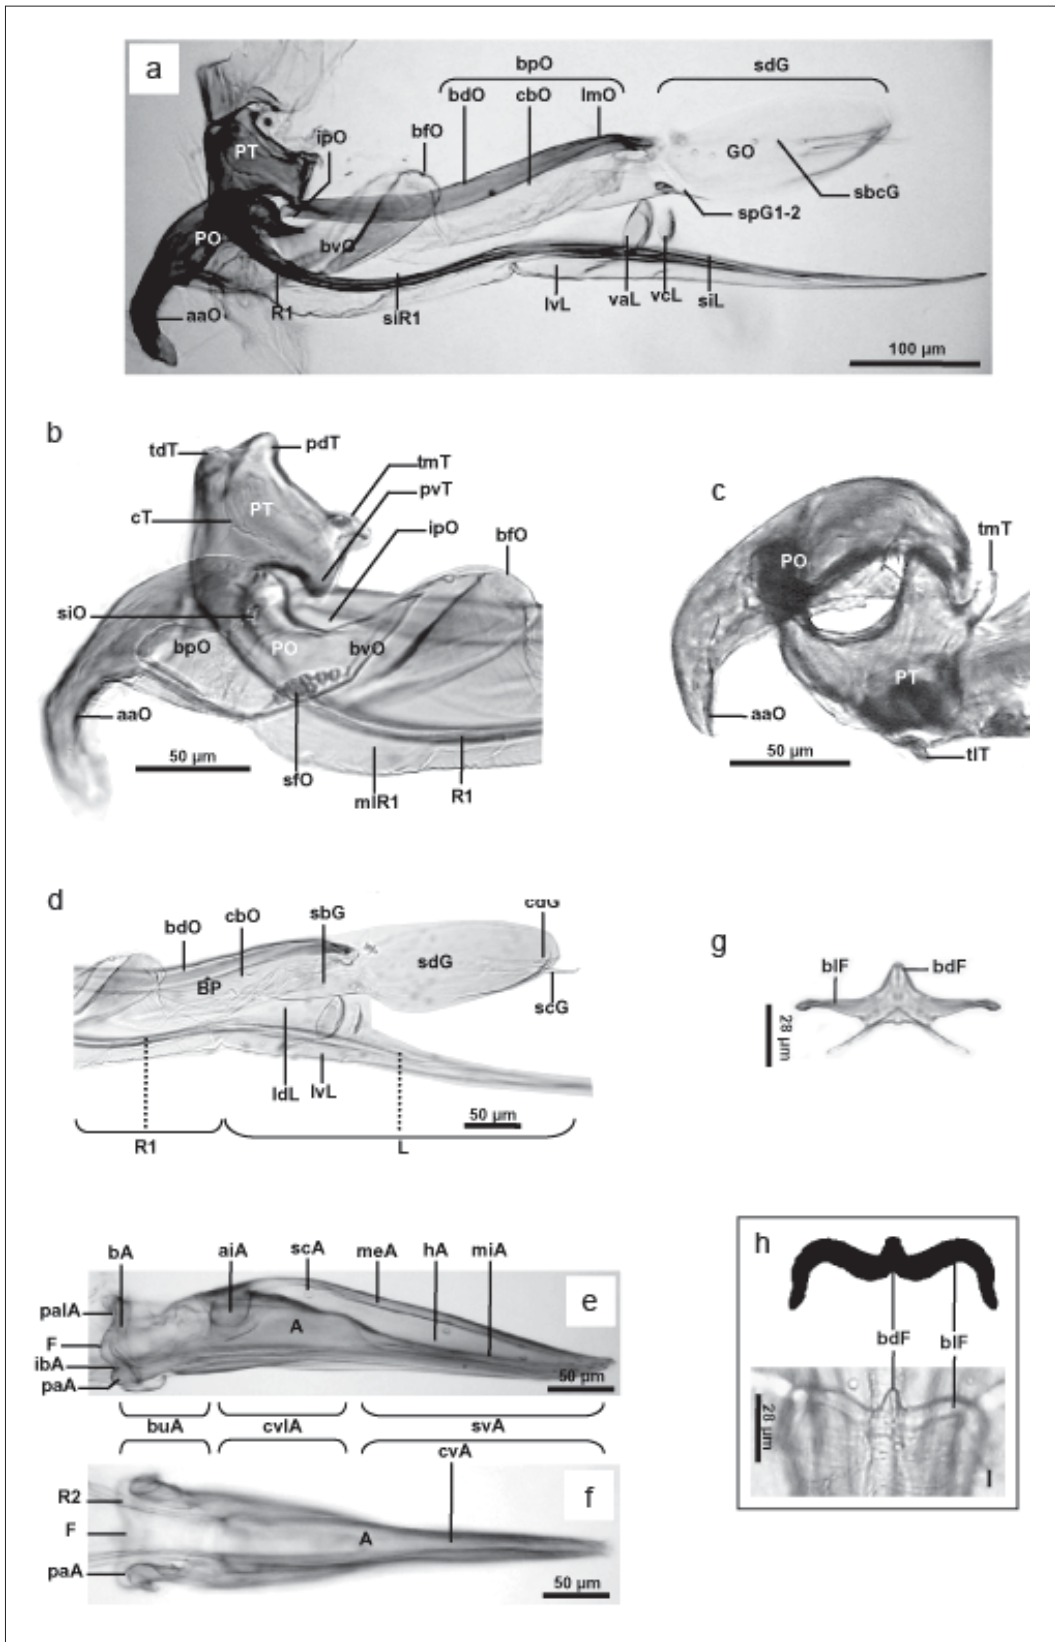 a
bpO
sdG
bdO cbO lmO
bfO
ipO
PT
GO
sbcG
spG1-2
PO
bvO
aaO
R1
siR1
lvL
vaL
vcL
siL
100 µm
b
tdT
pdT
tmT
pvT
cT
PT
ipO
bfO
siO
bpO
PO
bvO
aaO
50 µm
sfO
mlR1
R1
c
tmT
PO
PT
aaO
50 µm
tlT
d
bdO
cbO
sbG
cdG
BP
sdG
scG
ldL
lvL
50 µm
R1
L
g
blF
bdF
28 µm
bA
aiA
scA
meA
hA
miA
e
palA
A
F
ibA
paA
50 µm
buA
cvlA
svA
cvA
R2
f
F
A
paA
50 µm
h
bdF
blF
28 µm
I